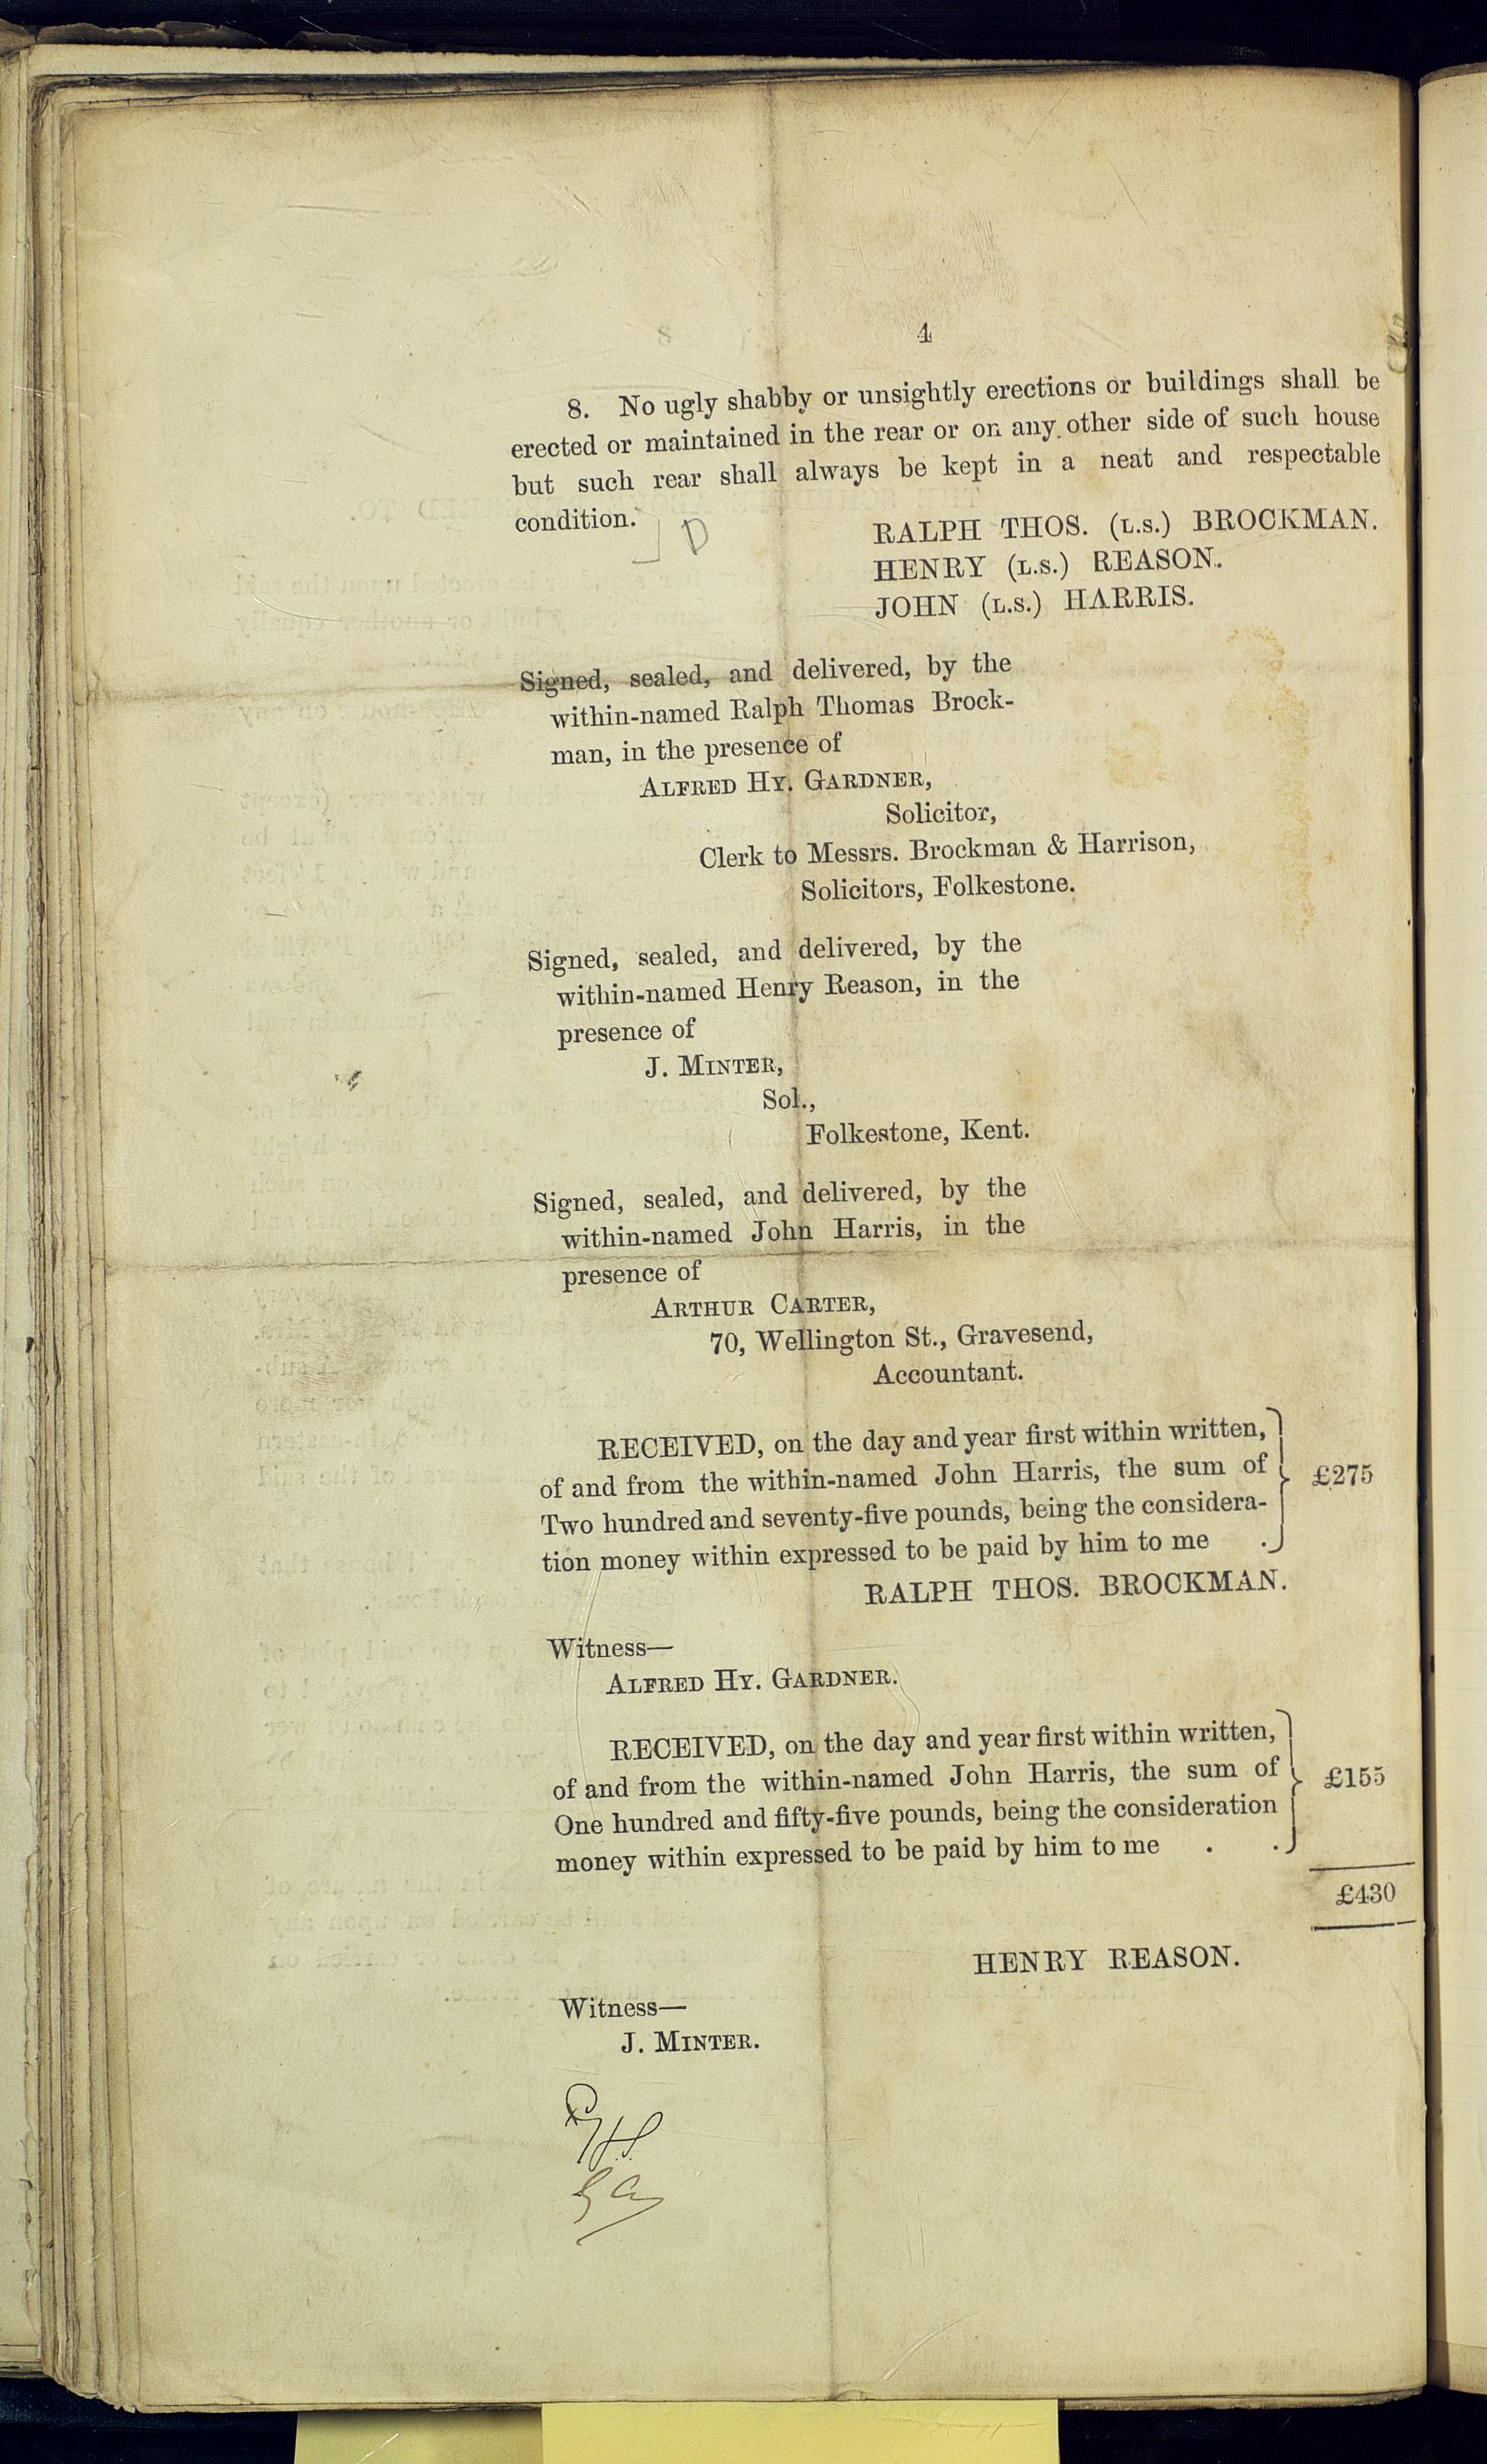 4
8. No ugly shabby or unsightly erections or buildings shall be
erected or maintained in the rear or on any other side of such house
but such rear shall always be kept in a neat and respectable
condition.
] D
RALPH THOS. (L.S.) BROCKMAN.
HENRY (L.S.) REASON.
JOHN (L.S.) HARRIS.
Signed, sealed, and delivered, by the
within-named Ralph Thomas Brock-
man, in the presence of
ALFRED HY. GARDNER,
Solicitor,
Clerk to Messrs. Brockman & Harrison,
Solicitors, Folkestone.
Signed, sealed, and delivered, by the
within-named Henry Reason, in the
presence of
J. MINTER,
Sol.,
Folkestone, Kent.
Signed, sealed, and delivered, by the
within-named John Harris, in the
presence of
ARTHUR CARTER,
70, Wellington St., Gravesend,
Accountant.
RECEIVED, on the day and year first within written,
of and from the within-named John Harris, the sum of
£275
Two hundred and seventy-five pounds, being the considera-
tion money within expressed to be paid by him to me .
RALPH THOS. BROCKMAN.
Witness—
ALFRED HY. GARDNER.
RECEIVED, on the day and year first within written,
of and from the within-named John Harris, the sum of
£155
One hundred and fifty-five pounds, being the consideration
money within expressed to be paid by him to me . .
£430
HENRY REASON.
Witness—
J. MINTER.